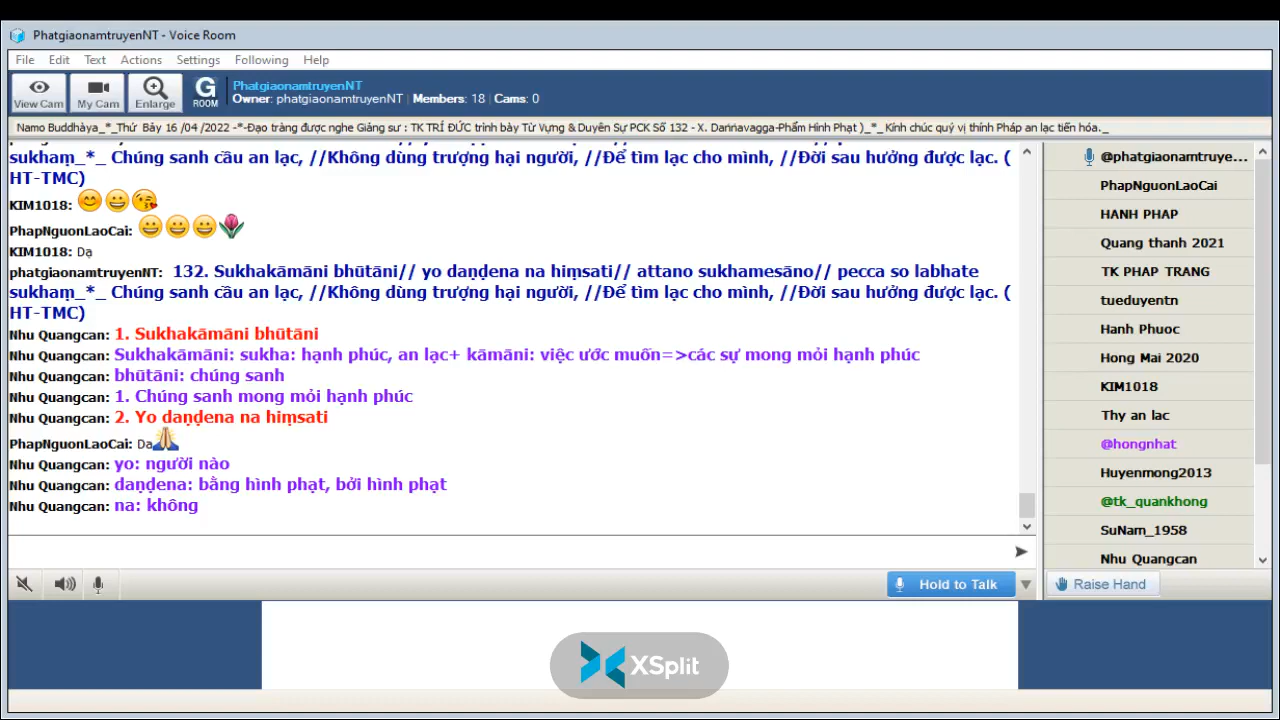 PhatgiaonamtruyenNT - Voice Room
File Edit Text Actions Settings Following Help
View Cam My Cam Enlarge G ROOM
PhatgiaonamtruyenNT
Owner: phatgiaonamtruyenNT Members: 18 Cams: 0
Namo Buddhàya_*_Thứ Bảy 16 /04 /2022 -*-Đạo tràng được nghe Giảng sư : TK TRÍ ĐỨC trình bày Từ Vựng & Duyên Sự PCK Số 132 - X. Daṇḍavagga-Phẩm Hình Phạt )_*_ Kính chúc quý vị thính Pháp an lạc tiến hóa._
sukhaṃ_*_ Chúng sanh cầu an lạc, //Không dùng trượng hại người, //Để tìm lạc cho mình, //Đời sau hưởng được lạc. (
HT-TMC)
KIM1018: 😊😀😘
PhapNguonLaoCai: 😀😀😀🌷
KIM1018: Dạ
phatgiaonamtruyenNT: 132. Sukhakāmāni bhūtāni// yo daṇḍena na hiṃsati// attano sukhamesāno// pecca so labhate
sukhaṃ_*_ Chúng sanh cầu an lạc, //Không dùng trượng hại người, //Để tìm lạc cho mình, //Đời sau hưởng được lạc. (
HT-TMC)
Nhu Quangcan: 1. Sukhakāmāni bhūtāni
Nhu Quangcan: Sukhakāmāni: sukha: hạnh phúc, an lạc+ kāmāni: việc ước muốn=>các sự mong mỏi hạnh phúc
Nhu Quangcan: bhūtāni: chúng sanh
Nhu Quangcan: 1. Chúng sanh mong mỏi hạnh phúc
Nhu Quangcan: 2. Yo daṇḍena na hiṃsati
PhapNguonLaoCai: Dạ🙏
Nhu Quangcan: yo: người nào
Nhu Quangcan: daṇḍena: bằng hình phạt, bởi hình phạt
Nhu Quangcan: na: không
@phatgiaonamtruye...
PhapNguonLaoCai
HANH PHAP
Quang thanh 2021
TK PHAP TRANG
tueduyentn
Hanh Phuoc
Hong Mai 2020
KIM1018
Thy an lac
@hongnhat
Huyenmong2013
@tk_quankhong
SuNam_1958
Nhu Quangcan
Hold to Talk
Raise Hand
XSplit